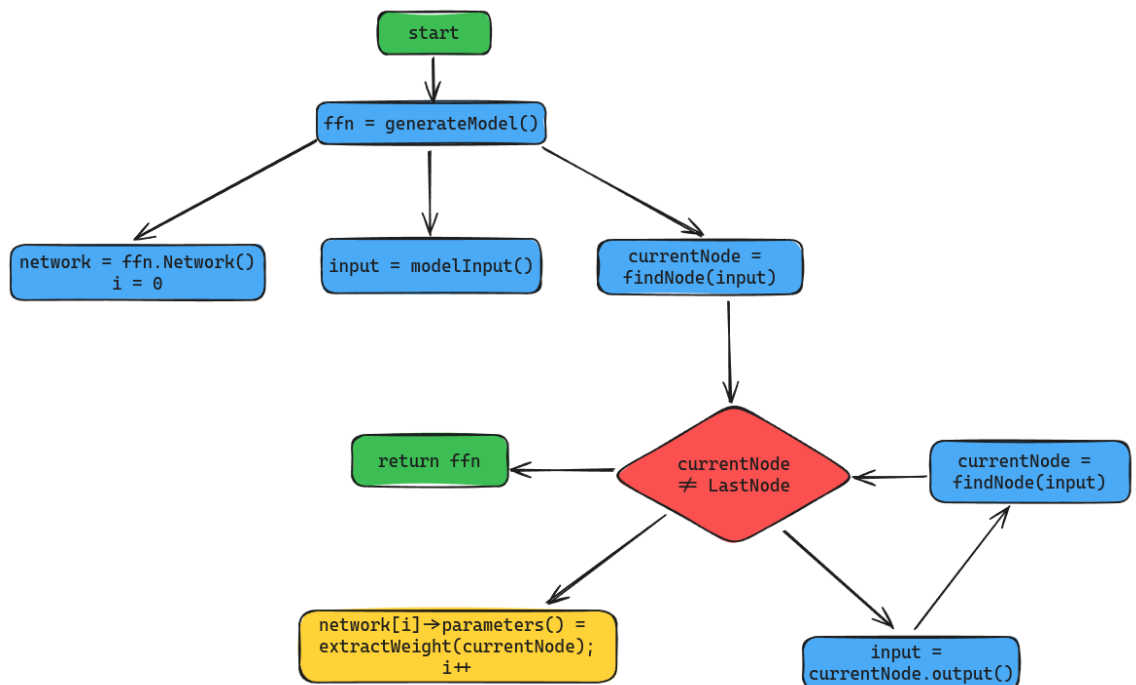 start
ffn = generateModel()
network = ffn.Network()
i = 0
input = modelInput()
currentNode =
findNode(input)
currentNode
≠ LastNode
return ffn
currentNode =
findNode(input)
network[i]→parameters() =
extractWeight(currentNode);
i++
input =
currentNode.output()